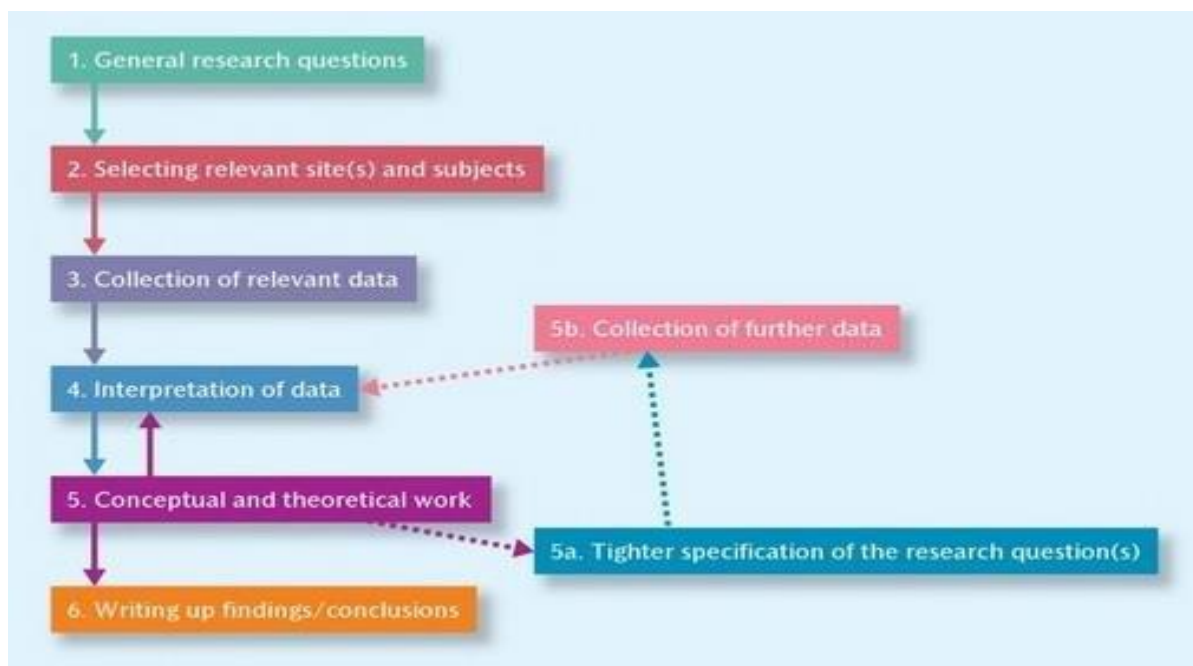 1. General research questions
2. Selecting relevant site(s) and subjects
3. Collection of relevant data
5b. Collection of further data
4. Interpretation of data
5. Conceptual and theoretical work
5a. Tighter specification of the research question(s)
6. Writing up findings/conclusions